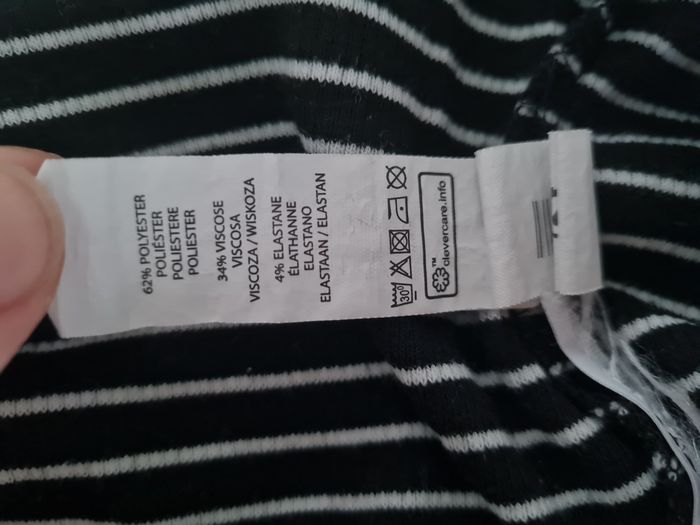 62% POLYESTER
POLIÉSTER
POLIESTERE
POLIESTER
34% VISCOSE
VISCOSA
VISCOZA / WISKOZA
4% ELASTANE
ÉLATHANNE
ELASTANO
ELASTAAN / ELASTAN
30°
™ clevercare.info